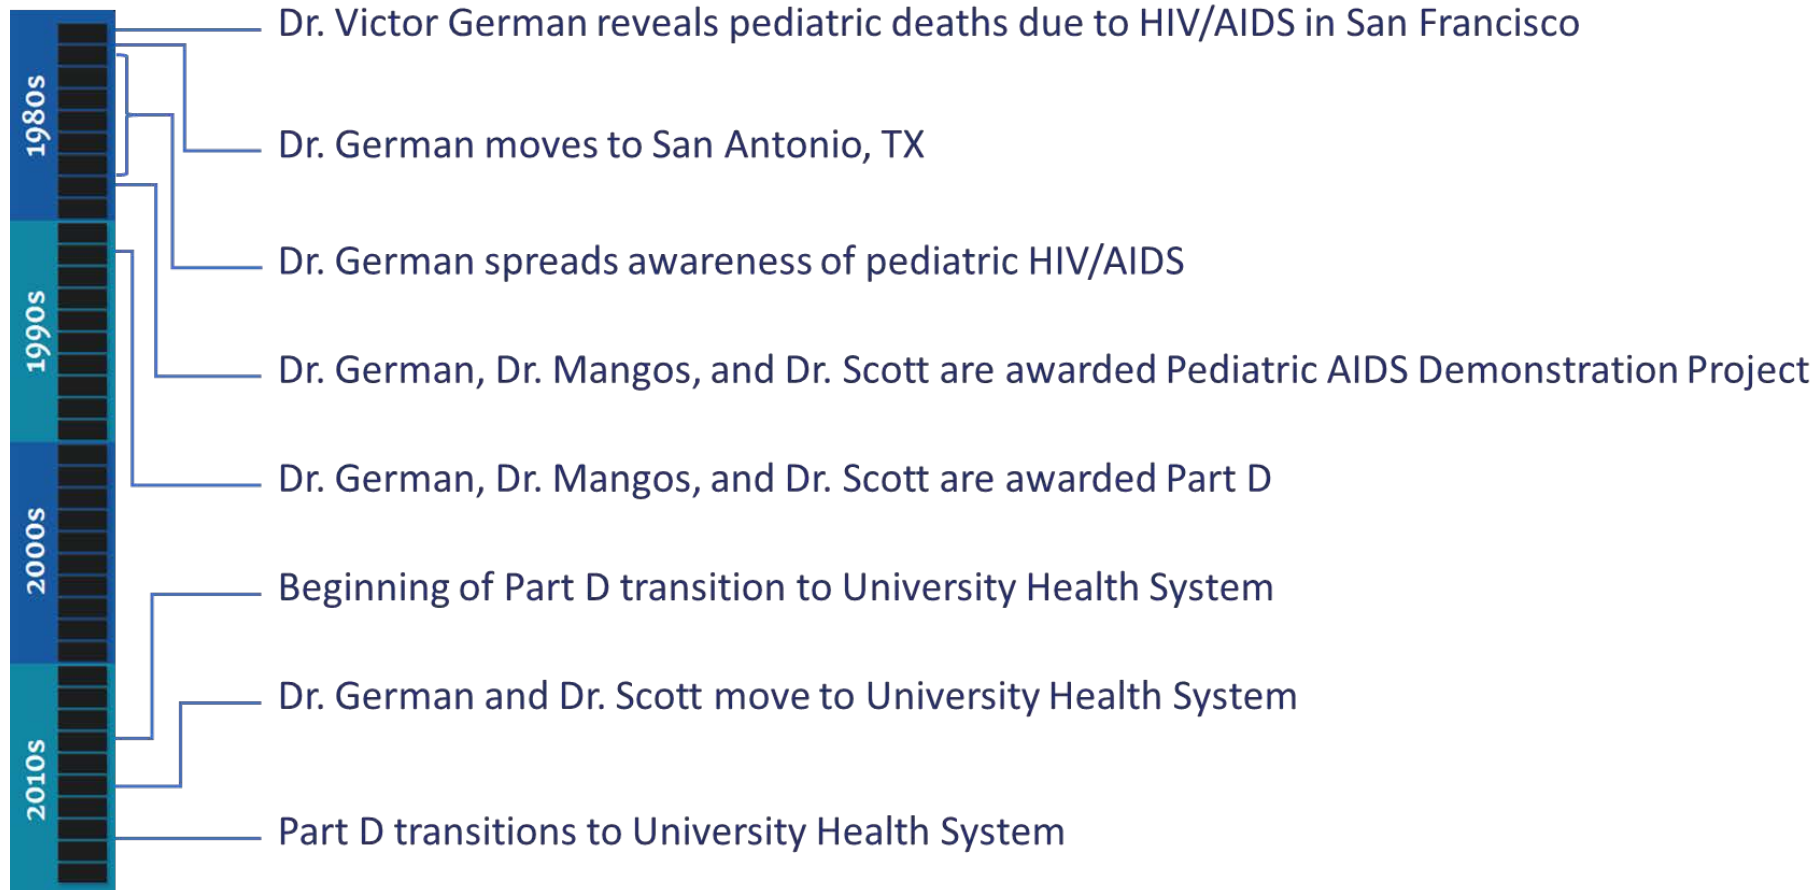 1980s
1990s
2000s
2010s
Dr. Victor German reveals pediatric deaths due to HIV/AIDS in San Francisco
Dr. German moves to San Antonio, TX
Dr. German spreads awareness of pediatric HIV/AIDS
Dr. German, Dr. Mangos, and Dr. Scott are awarded Pediatric AIDS Demonstration Project
Dr. German, Dr. Mangos, and Dr. Scott are awarded Part D
Beginning of Part D transition to University Health System
Dr. German and Dr. Scott move to University Health System
Part D transitions to University Health System